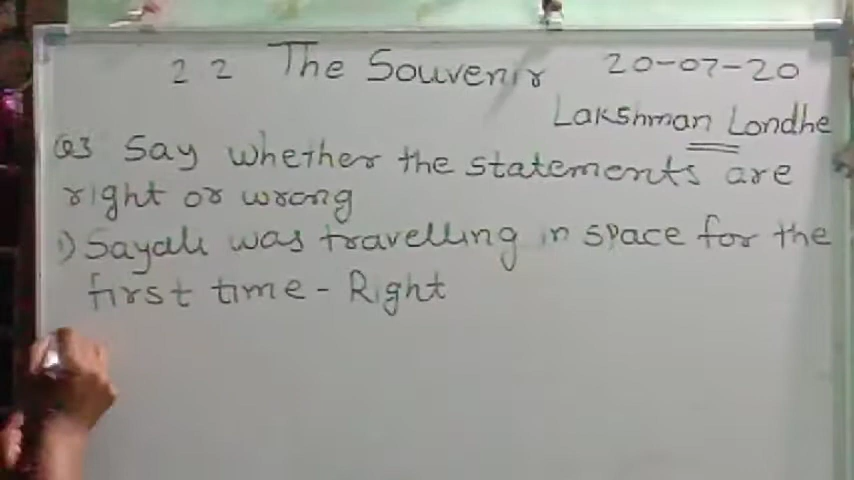 2 2 The Souvenir 20-07-20
Lakshman Londhe
Q3 Say whether the statements are
right or wrong
1) Sayali was travelling in space for the
first time - Right